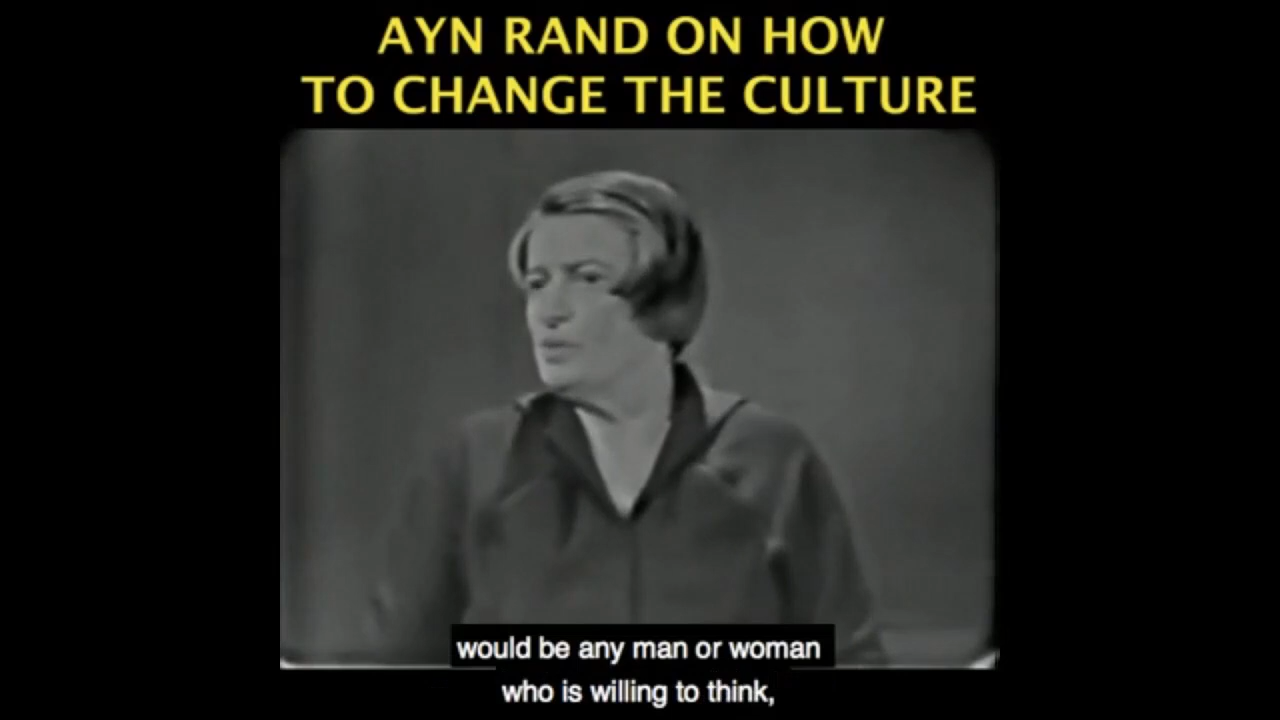 AYN RAND ON HOW
TO CHANGE THE CULTURE
would be any man or woman
who is willing to think,